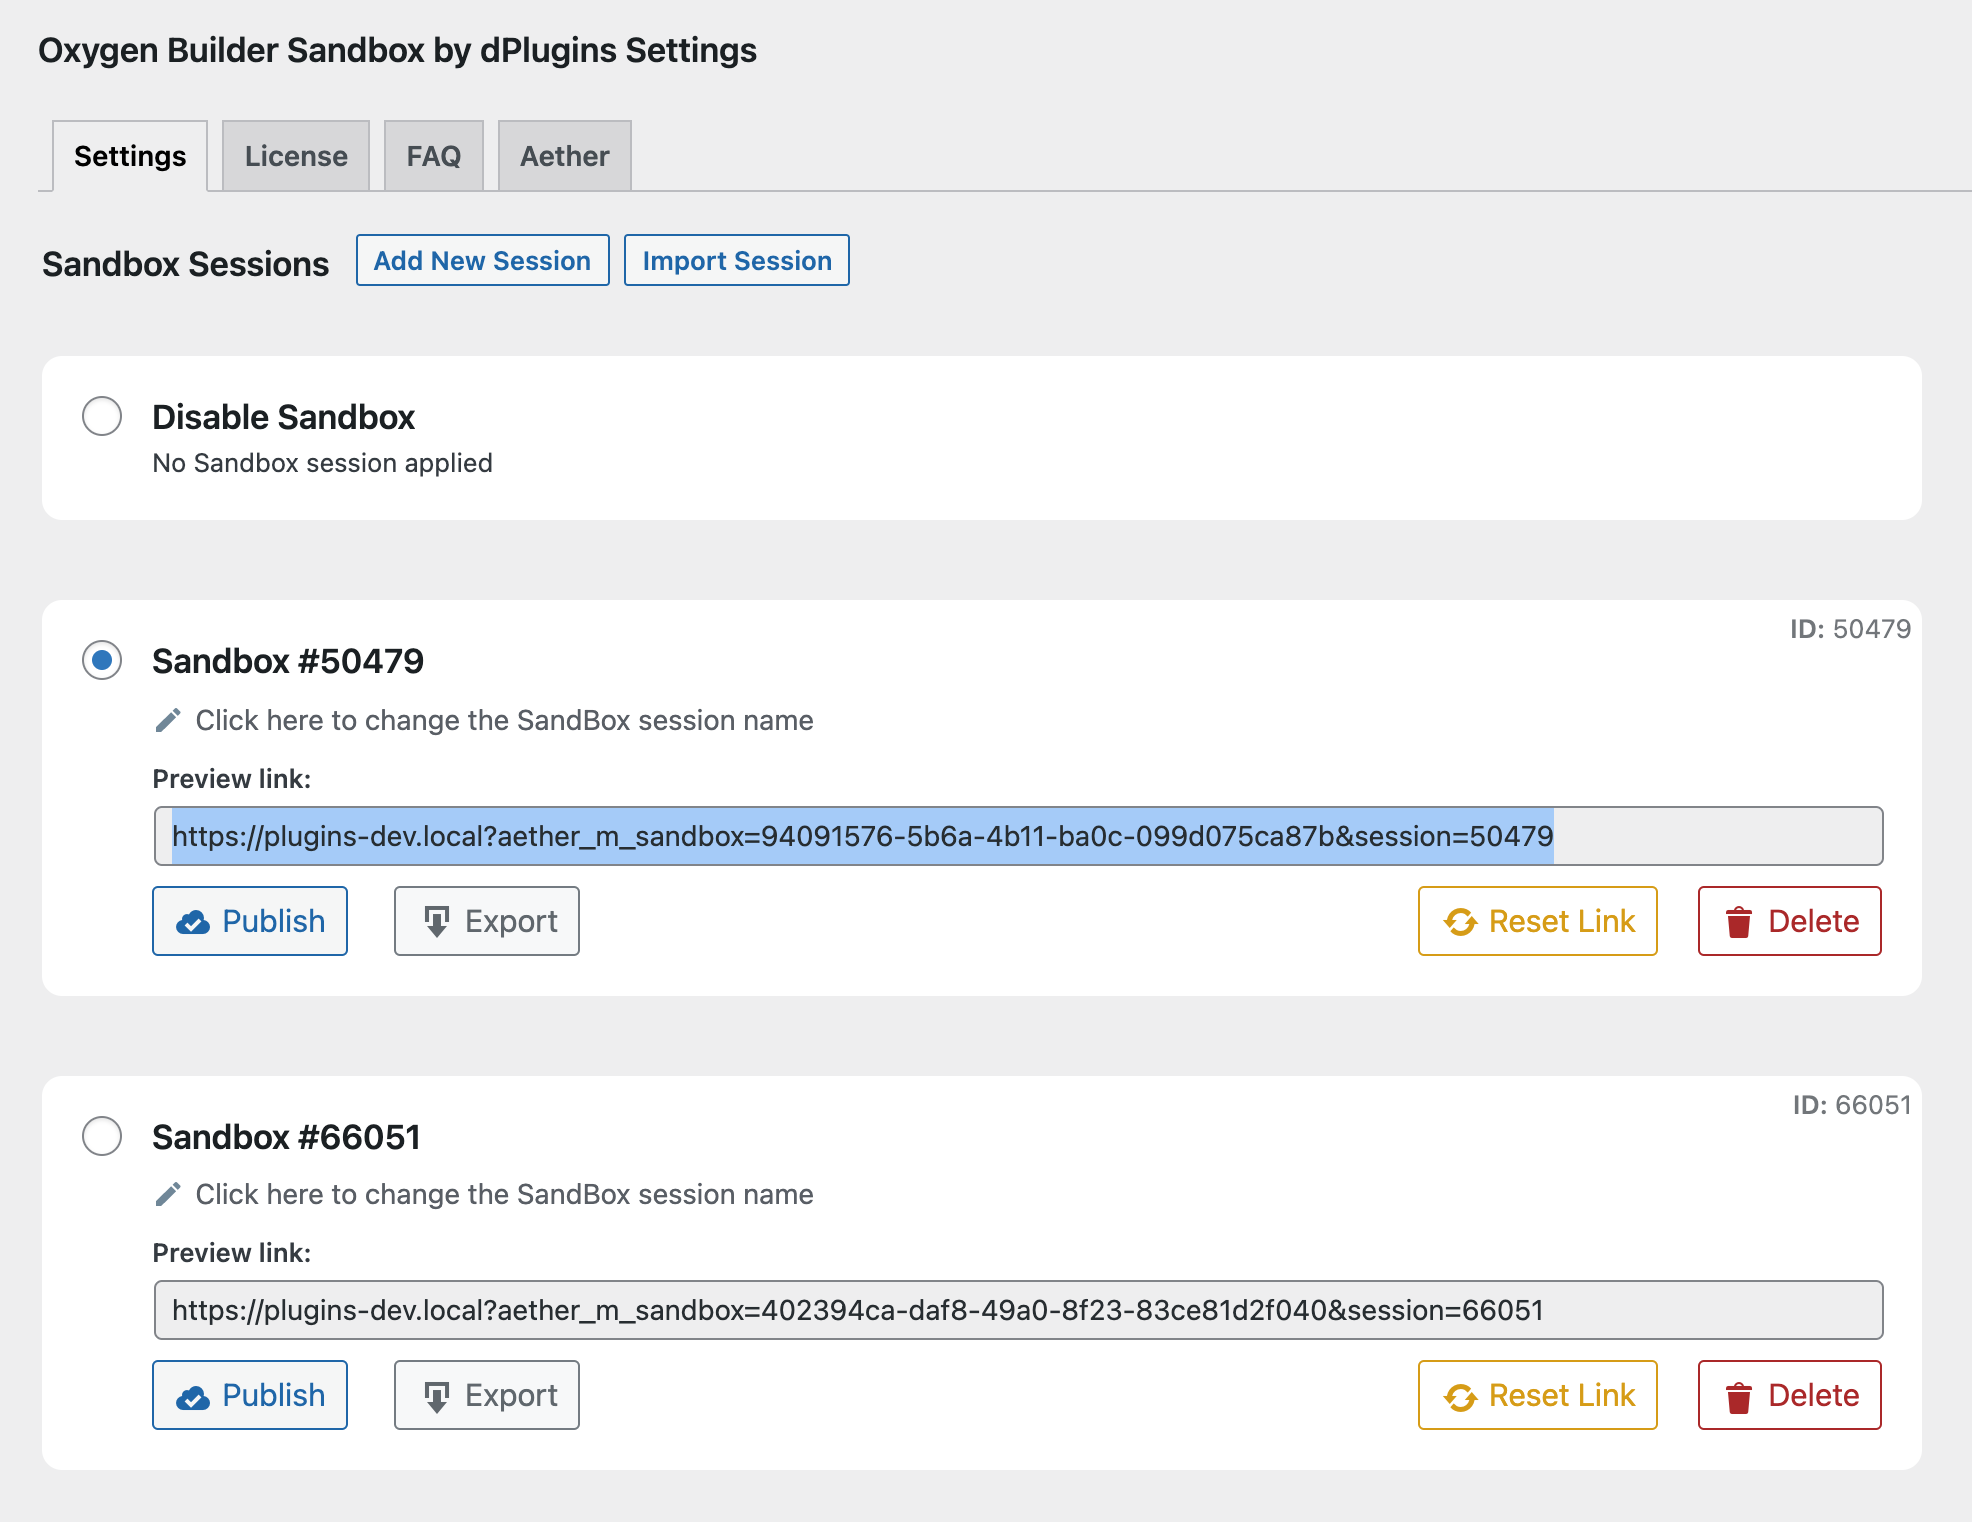 Oxygen Builder Sandbox by dPlugins Settings
Settings License FAQ Aether
Sandbox Sessions Add New Session Import Session
Disable Sandbox
No Sandbox session applied
ID: 50479
Sandbox #50479
Click here to change the SandBox session name
Preview link:
https://plugins-dev.local?aether_m_sandbox=94091576-5b6a-4b11-ba0c-099d075ca87b&session=50479
Publish Export Reset Link Delete
ID: 66051
Sandbox #66051
Click here to change the SandBox session name
Preview link:
https://plugins-dev.local?aether_m_sandbox=402394ca-daf8-49a0-8f23-83ce81d2f040&session=66051
Publish Export Reset Link Delete